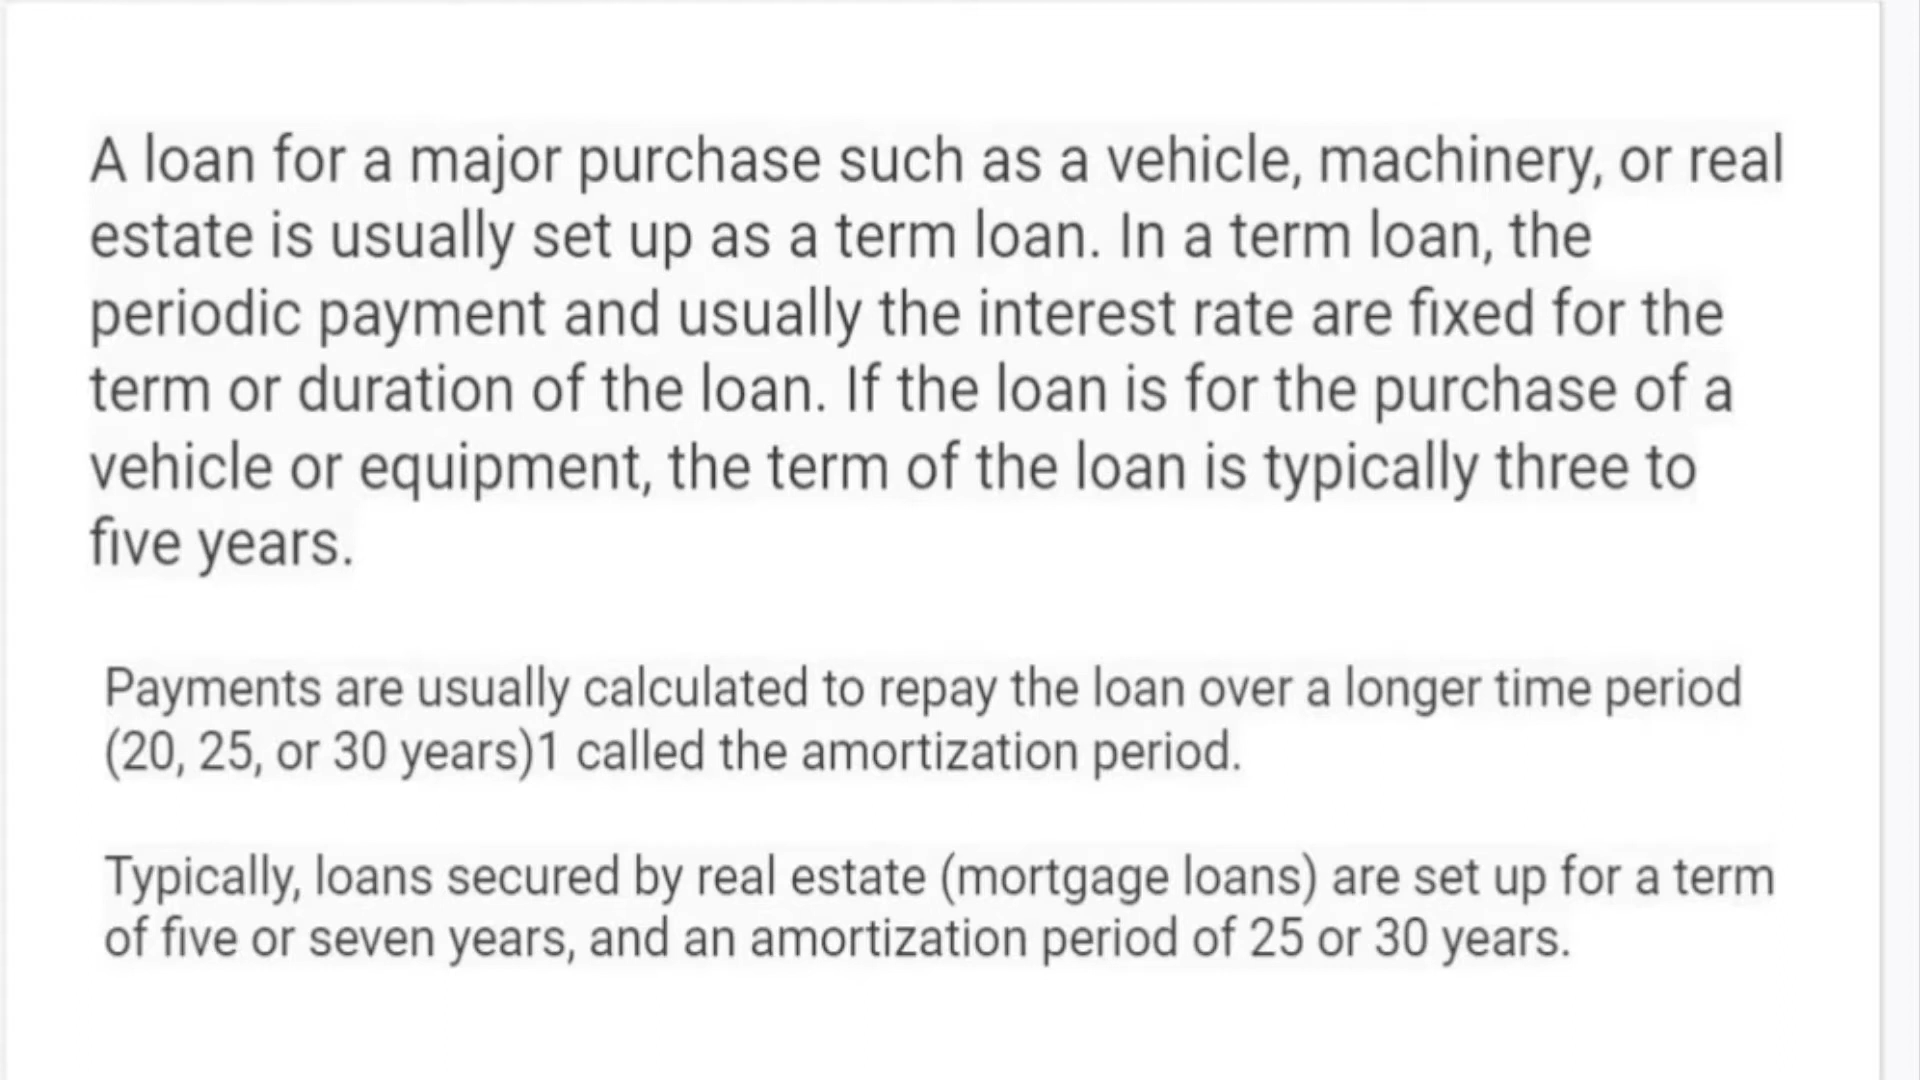 A loan for a major purchase such as a vehicle, machinery, or real
estate is usually set up as a term loan. In a term loan, the
periodic payment and usually the interest rate are fixed for the
term or duration of the loan. If the loan is for the purchase of a
vehicle or equipment, the term of the loan is typically three to
five years.
Payments are usually calculated to repay the loan over a longer time period
(20, 25, or 30 years)1 called the amortization period.
Typically, loans secured by real estate (mortgage loans) are set up for a term
of five or seven years, and an amortization period of 25 or 30 years.